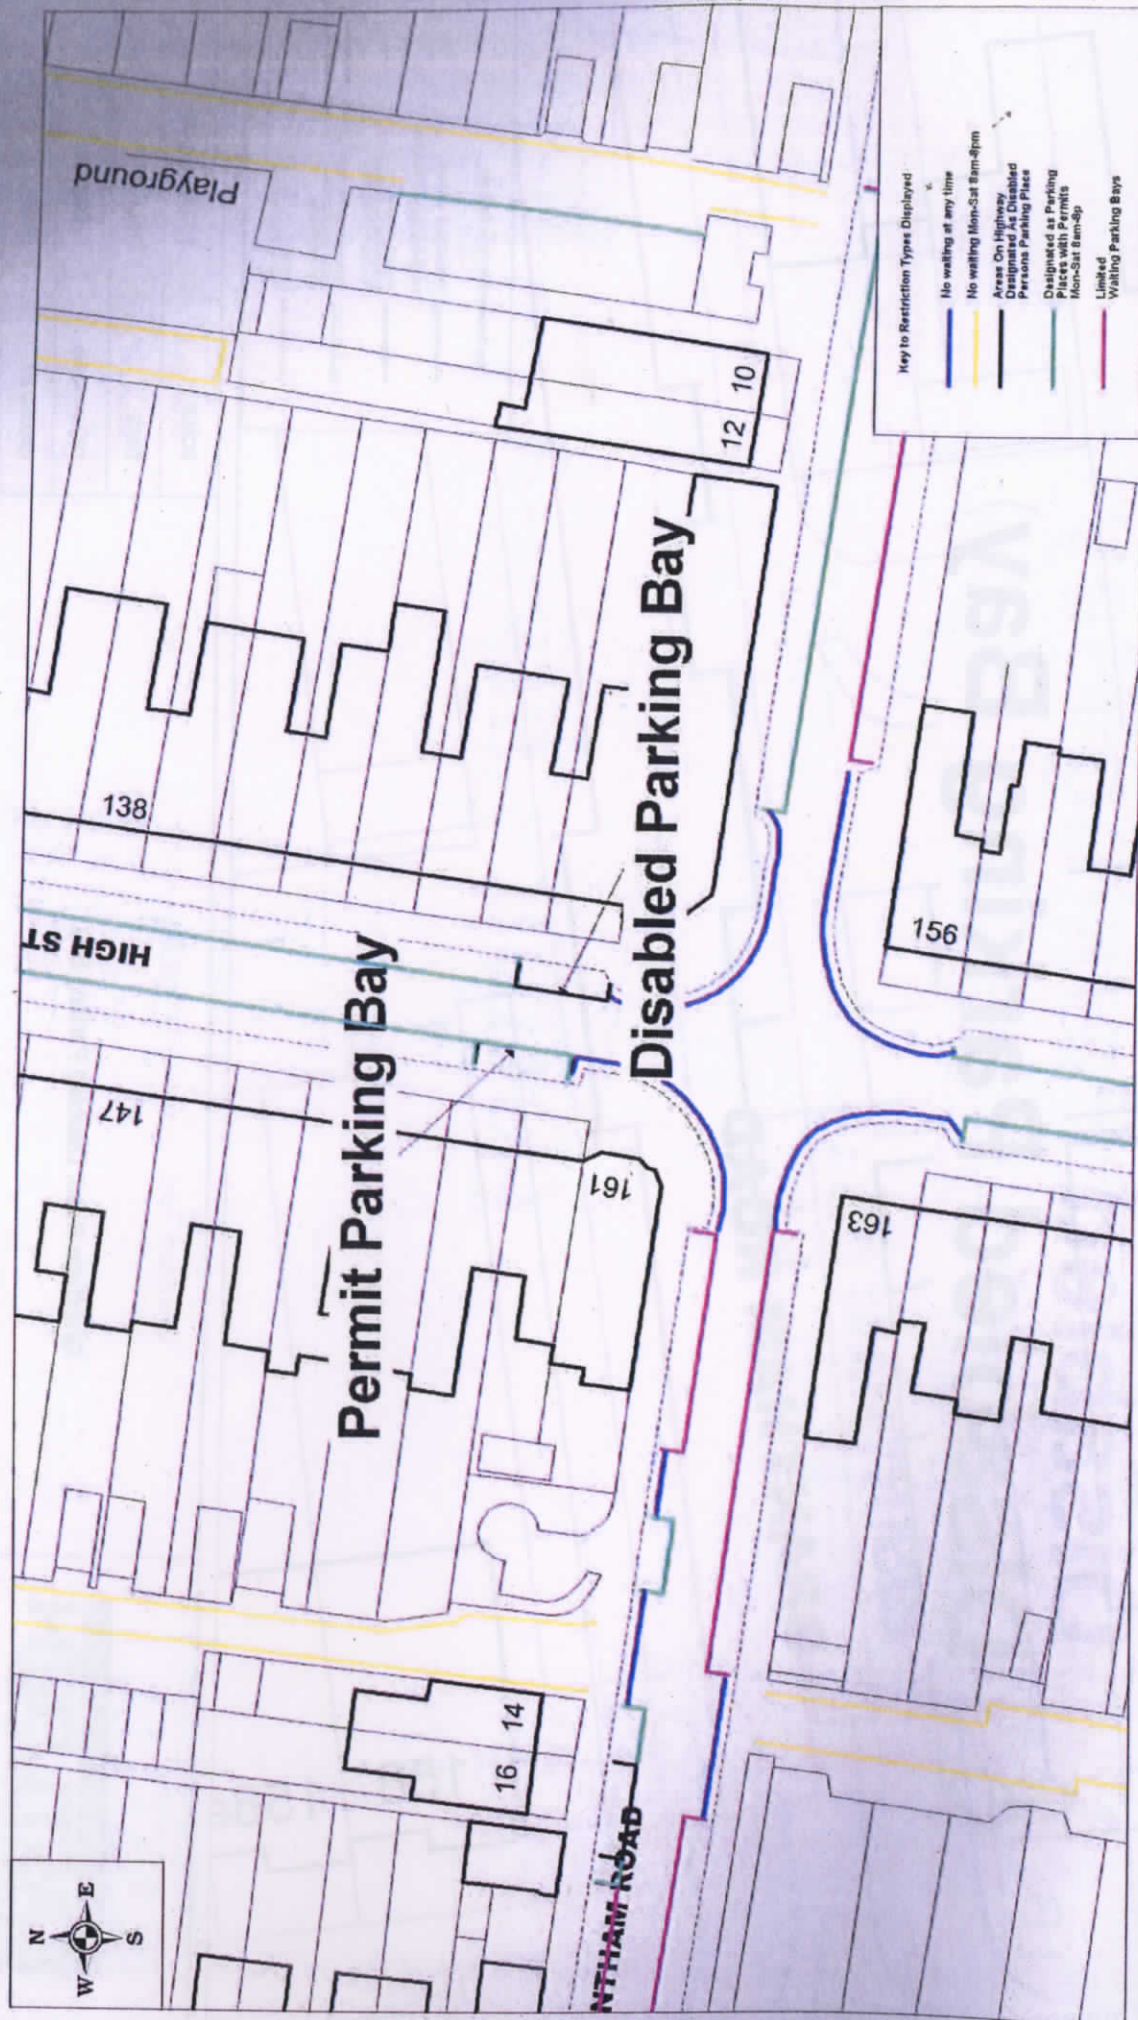 N
W E
S
Playground
HIGH ST
138
147
Permit Parking Bay
Disabled Parking Bay
12 10
161
156
163
16 14
NTHAM ROAD
Key to Restriction Types Displayed
No waiting at any time
No waiting Mon-Sat 8am-8pm
Areas On Highway
Designated As Disabled
Persons Parking Place
Designated as Parking
Places with Permits
Mon-Sat 8am-8p
Limited
Waiting Parking Bays